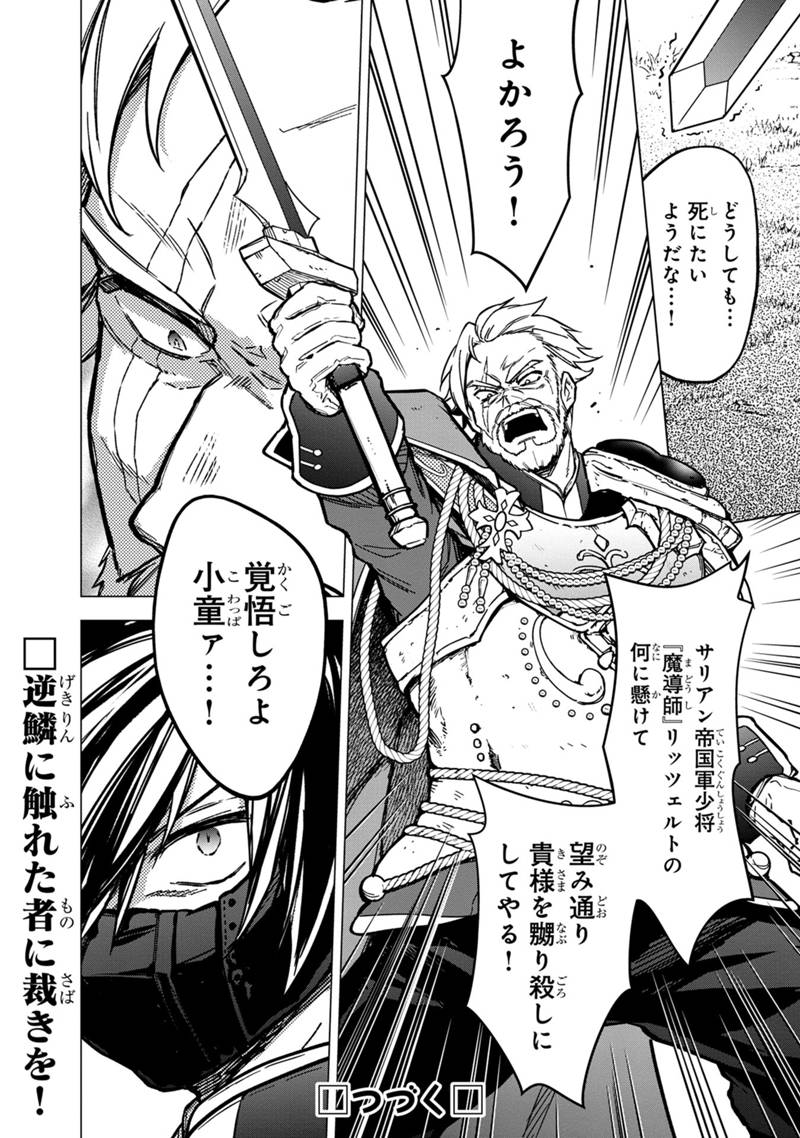 どうしても…
死にたい
ようだな…！
よかろう！
サリアン帝国軍少将
『魔導師』リッツェルトの
何に懸けて
望み通り
貴様を嬲り殺しに
してやる！
覚悟しろよ
小童ァ…！
□逆鱗に触れた者に裁きを！
□つづく□